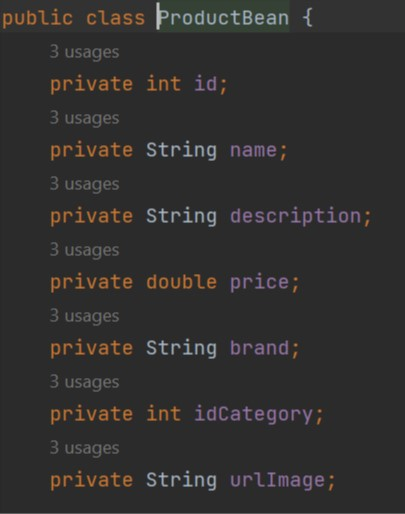 public class ProductBean {
3 usages
private int id;
3 usages
private String name;
3 usages
private String description;
3 usages
private double price;
3 usages
private String brand;
3 usages
private int idCategory;
3 usages
private String urlImage;